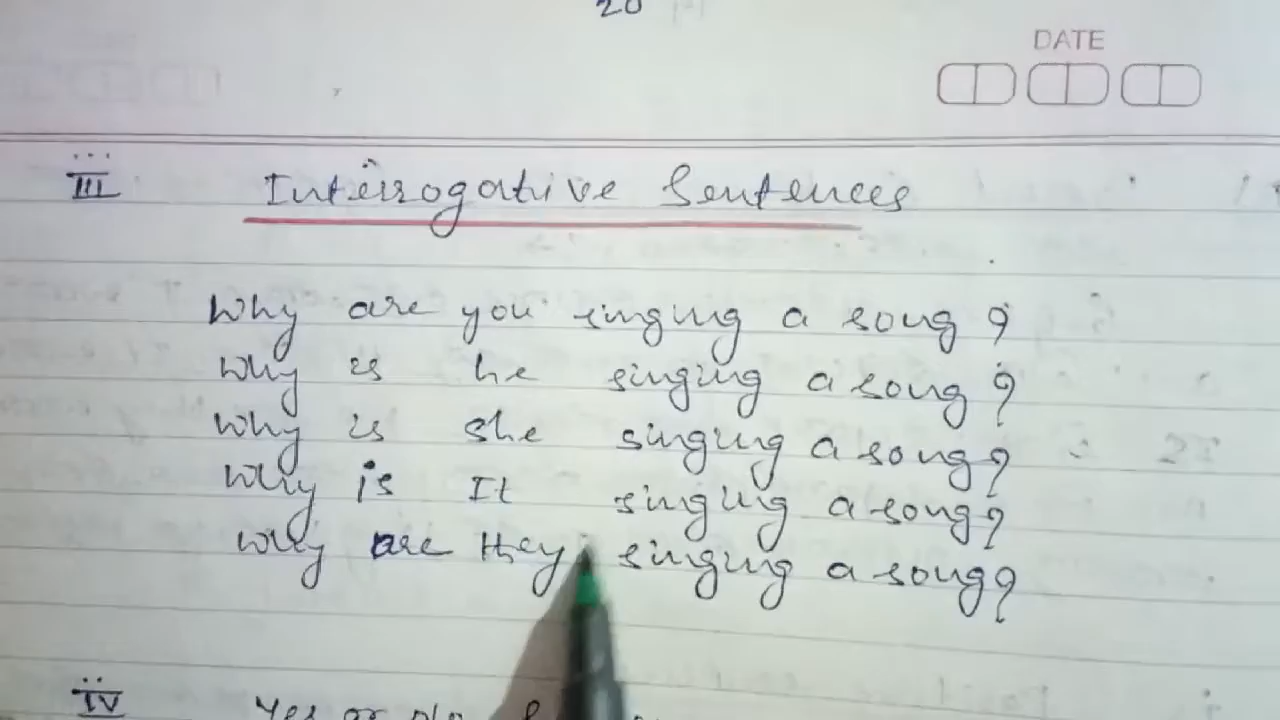 20
DATE
III Interrogative Sentences
Why are you singing a song?
Why is he singing a song?
Why is she singing a song?
Why is It singing a song?
Why are they singing a song?
IV Yes or No